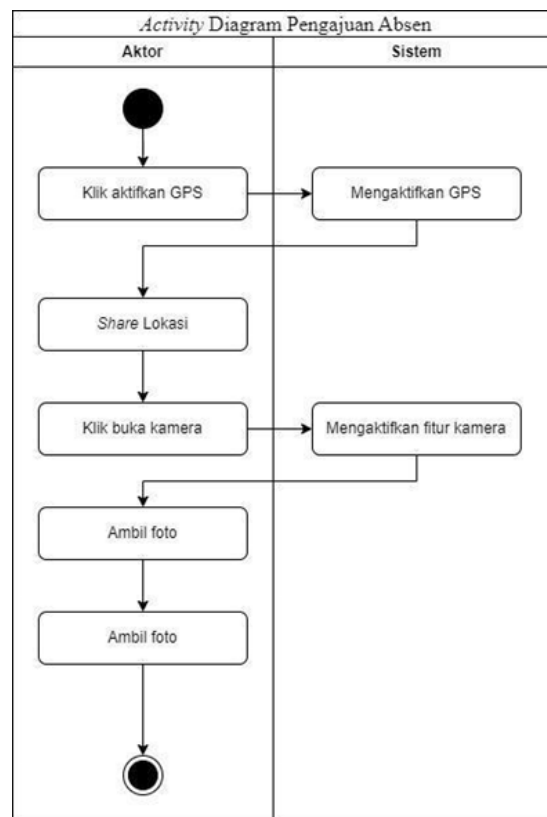 Activity Diagram Pengajuan Absen
Aktor
Sistem
Klik aktifkan GPS
Mengaktifkan GPS
Share Lokasi
Klik buka kamera
Mengaktifkan fitur kamera
Ambil foto
Ambil foto